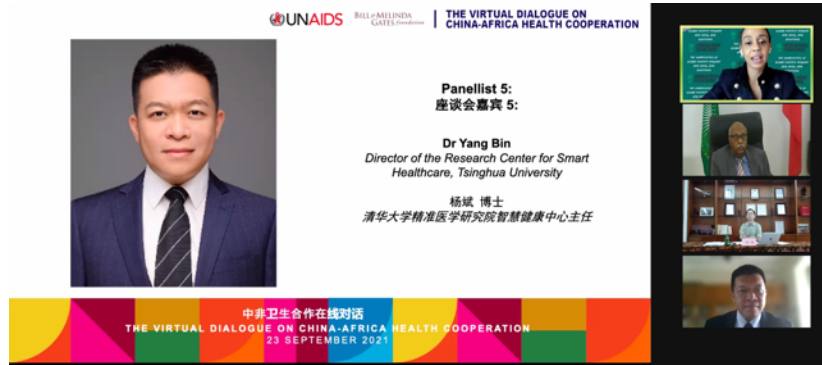 UNAIDS
BILL & MELINDA
GATES foundation
THE VIRTUAL DIALOGUE ON
CHINA-AFRICA HEALTH COOPERATION
Panellist 5:
座谈会嘉宾 5:
Dr Yang Bin
Director of the Research Center for Smart
Healthcare, Tsinghua University
杨斌 博士
清华大学精准医学研究院智慧健康中心主任
中非卫生合作在线对话
THE VIRTUAL DIALOGUE ON CHINA-AFRICA HEALTH COOPERATION
23 SEPTEMBER 2021